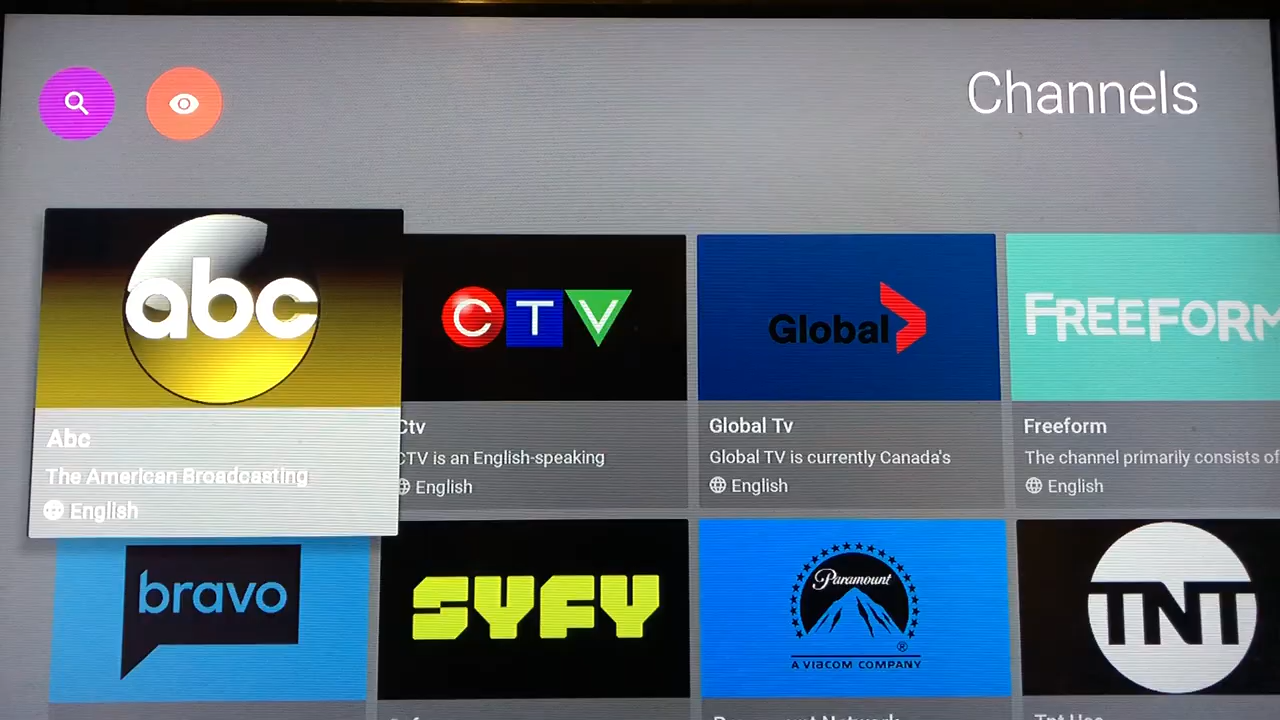 Channels
abc
CTV
Global
FREEFORM
Abc
The American Broadcasting
English
Ctv
CTV is an English-speaking
English
Global Tv
Global TV is currently Canada's
English
Freeform
The channel primarily consists of
English
bravo
SYFY
Paramount
®
A VIACOM COMPANY
TNT
Paramount Network